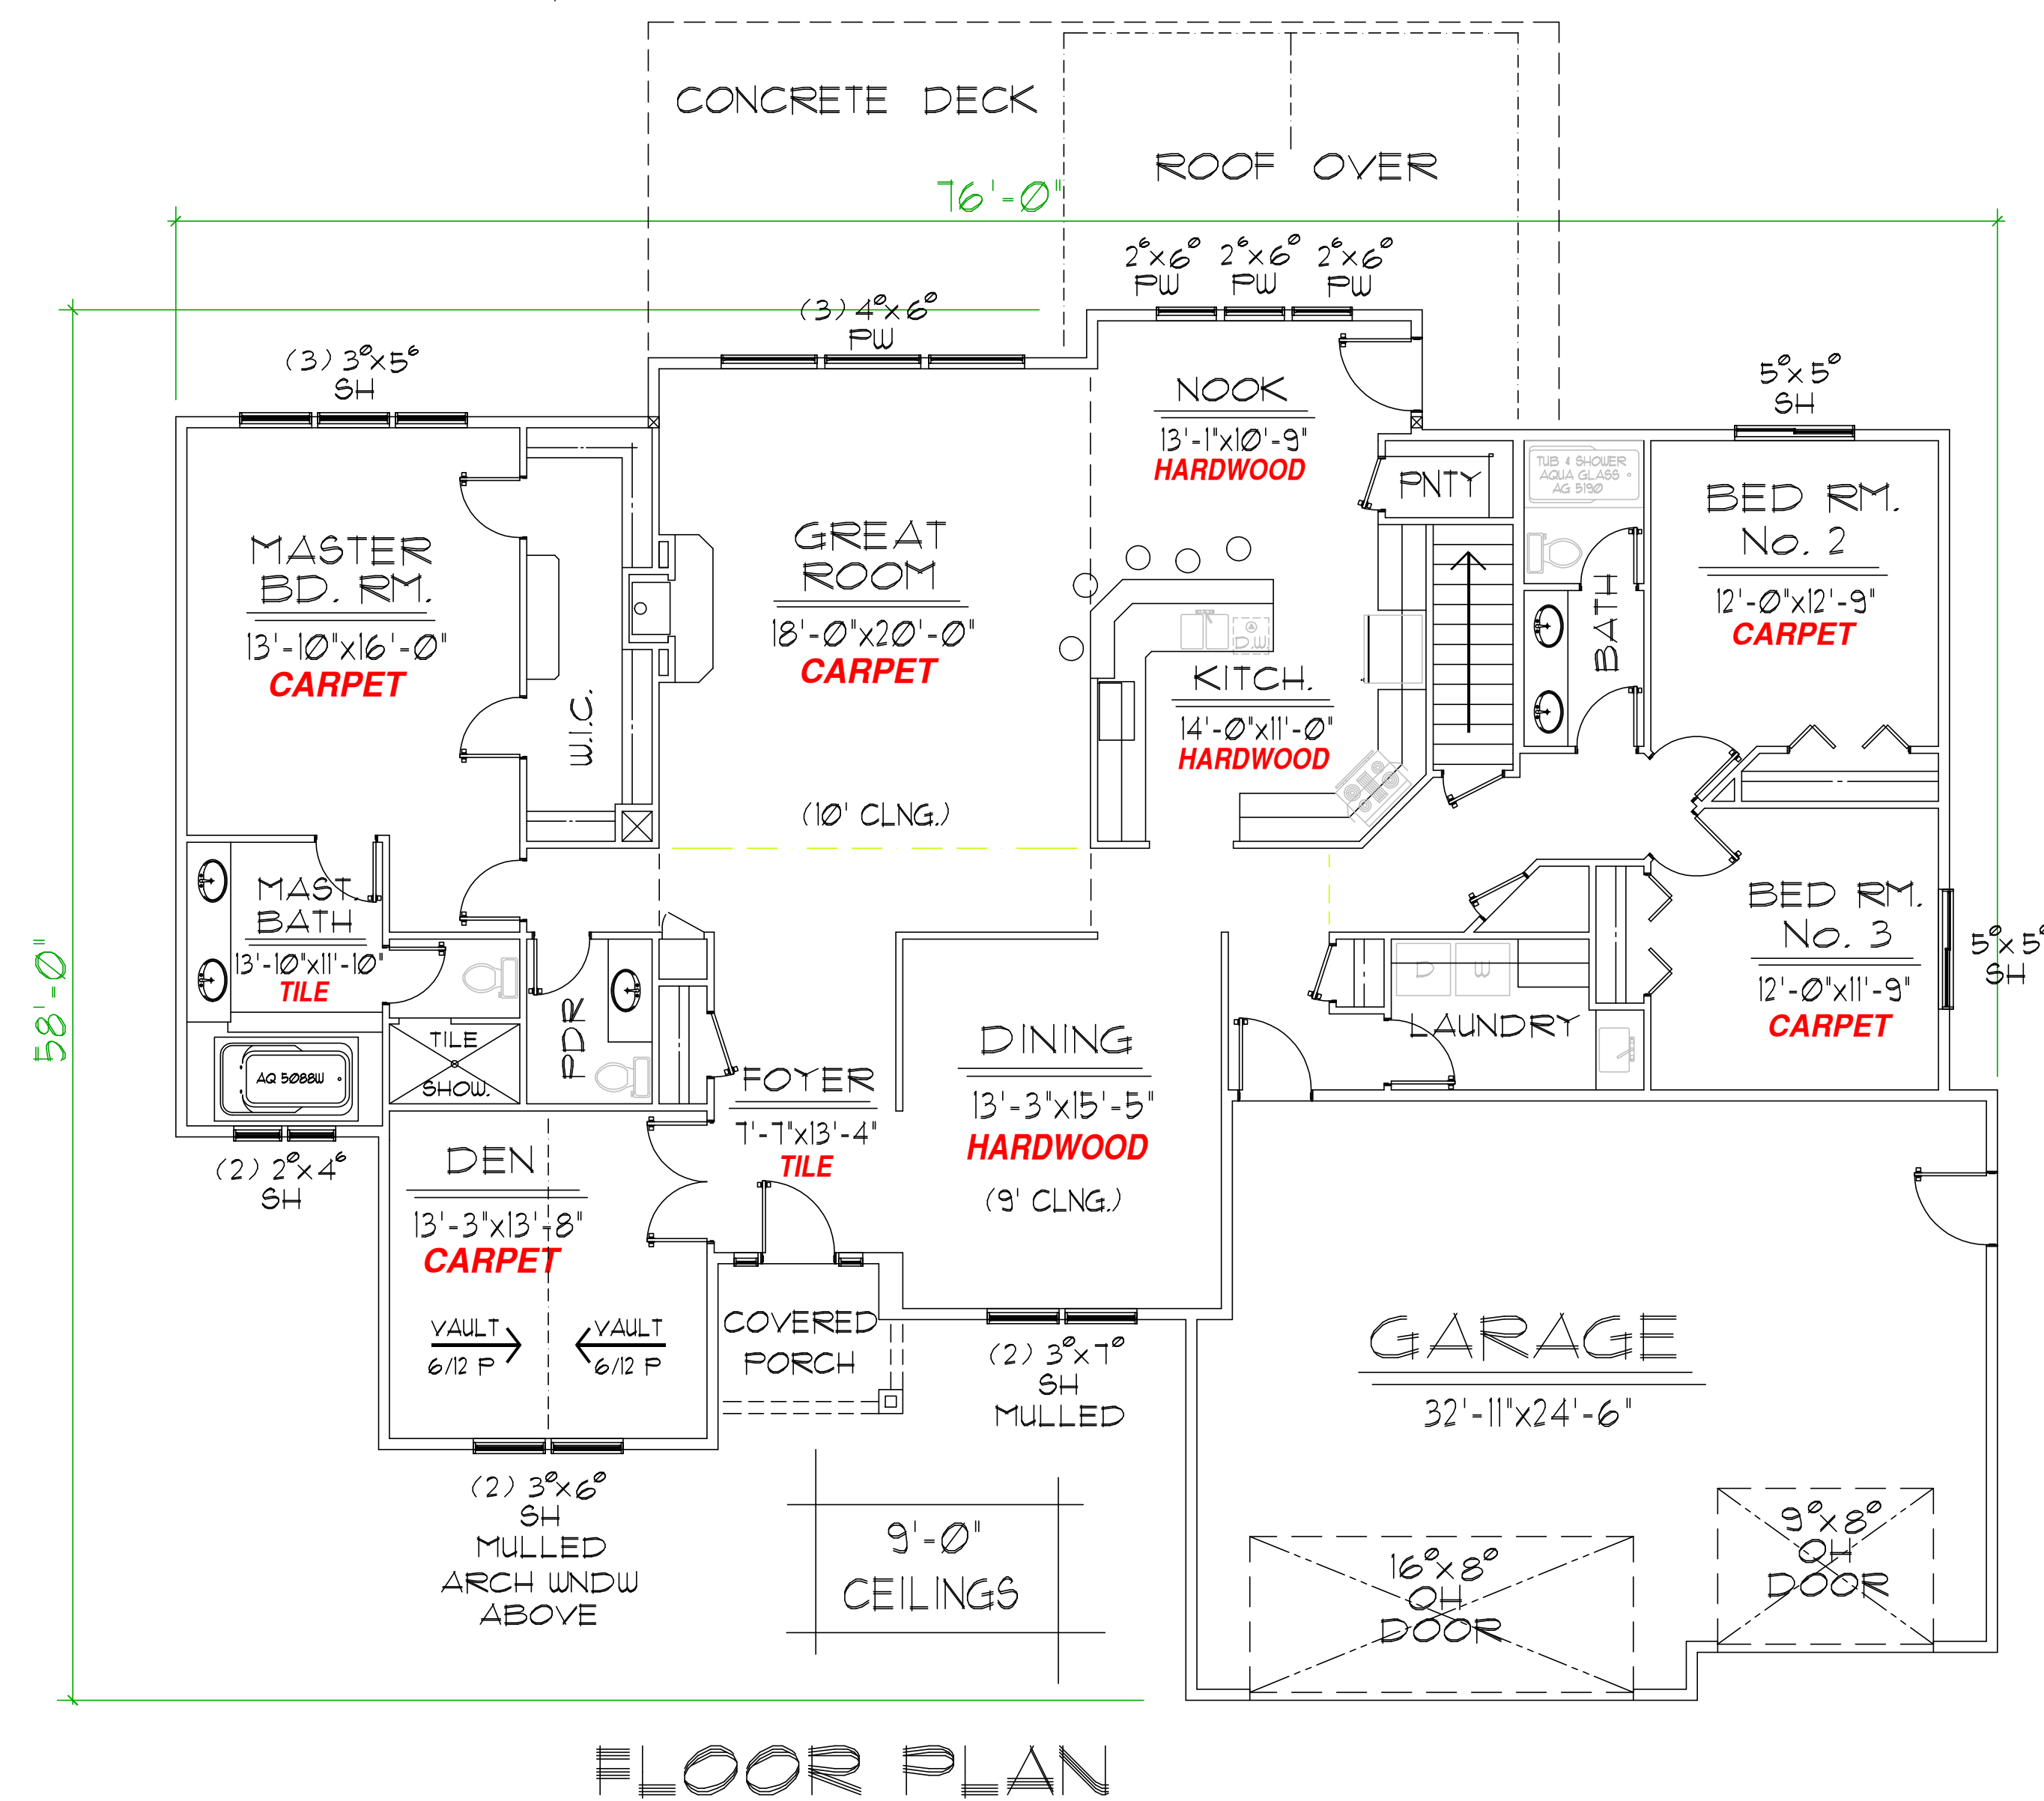 CONCRETE DECK
ROOF OVER
76'-0"
2⁶x6⁰
PW
2⁶x6⁰
PW
2⁶x6⁰
PW
(3) 4⁰x6⁰
PW
(3) 3⁰x5⁶
SH
5⁰x5⁰
SH
NOOK
13'-1"x10'-9"
HARDWOOD
PNTY
TUB & SHOWER
AQUA GLASS
AG 5190
BED RM.
No. 2
12'-0"x12'-9"
CARPET
MASTER
BD. RM.
13'-10"x16'-0"
CARPET
W.I.C.
GREAT
ROOM
18'-0"x20'-0"
CARPET
(10' CLNG.)
D.W.
KITCH.
14'-0"x11'-0"
HARDWOOD
BATH
MAST.
BATH
13'-10"x11'-10"
TILE
BED RM.
No. 3
12'-0"x11'-9"
CARPET
5⁰x5⁰
SH
58'-0"
D
W
LAUNDRY
TILE
SHOW.
AQ 5088W
PDR
FOYER
7'-7"x13'-4"
TILE
DINING
13'-3"x15'-5"
HARDWOOD
(9' CLNG.)
(2) 2⁰x4⁶
SH
DEN
13'-3"x13'-8"
CARPET
VAULT
6/12 P
VAULT
6/12 P
COVERED
PORCH
(2) 3⁰x7⁰
SH
MULLED
GARAGE
32'-11"x24'-6"
(2) 3⁰x6⁰
SH
MULLED
ARCH WNDW
ABOVE
9'-0"
CEILINGS
16⁰x8⁰
OH
DOOR
9⁰x8⁰
OH
DOOR
FLOOR PLAN